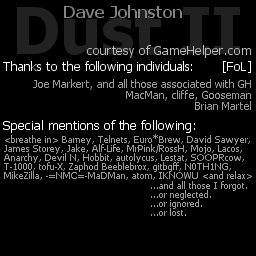 Dust II
Dave Johnston
courtesy of GameHelper.com
Thanks to the following individuals: [FoL]
Joe Markert, and all those associated with GH
MacMan, cliffe, Gooseman
Brian Martel
Special mentions of the following:
<breathe in> Barney, Telnets, Euro*Brew, David Sawyer,
James Storey, Jake, Alf-Life, MrPink/RossH, Mojo, Lacos,
Anarchy, Devil N, Hobbit, autolycus, Lestat, SOOPRcow,
T-1000, tofu-X, Zaphod Beeblebrox, gitbgff, N0TH1NG,
MikeZilla, -=NMC=-MaDMan, atom, IKNOWU <and relax>
...and all those I forgot.
...or neglected.
...or ignored.
...or lost.